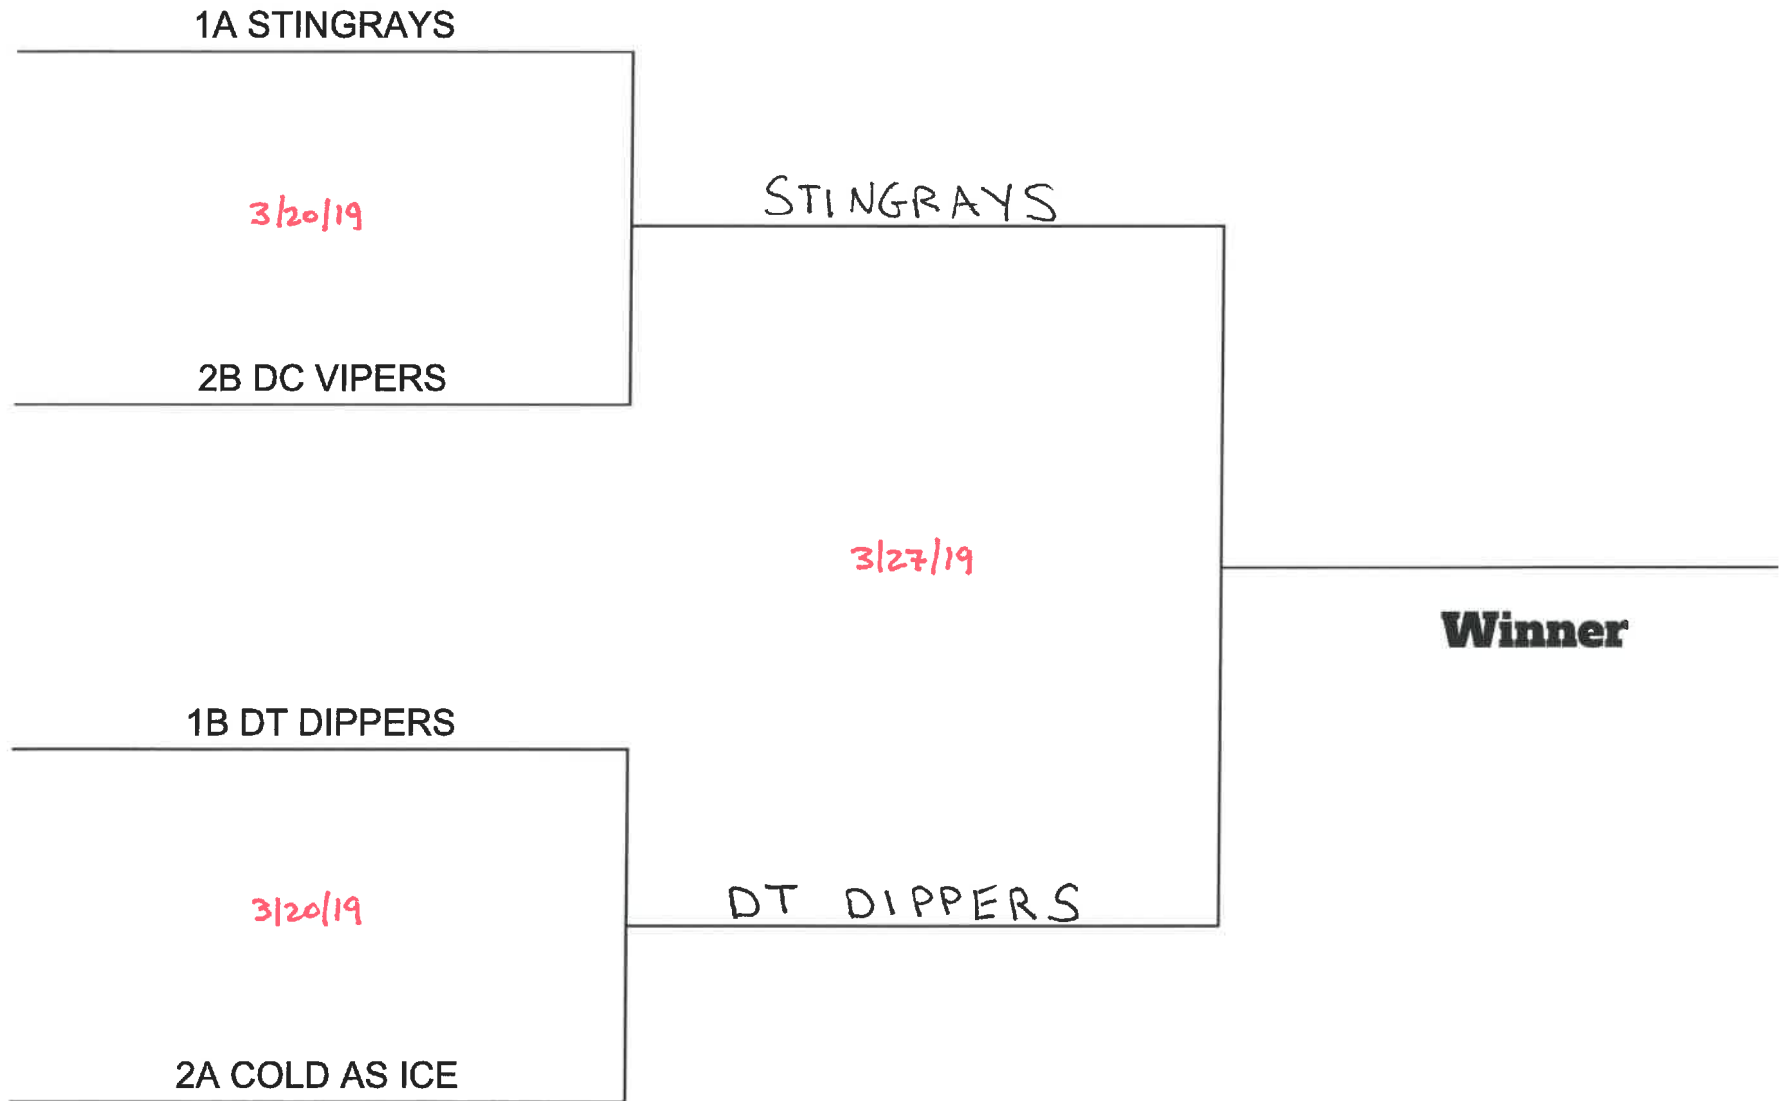 1A STINGRAYS
3/20/19
STINGRAYS
2B DC VIPERS
3/27/19
Winner
1B DT DIPPERS
3/20/19
DT DIPPERS
2A COLD AS ICE